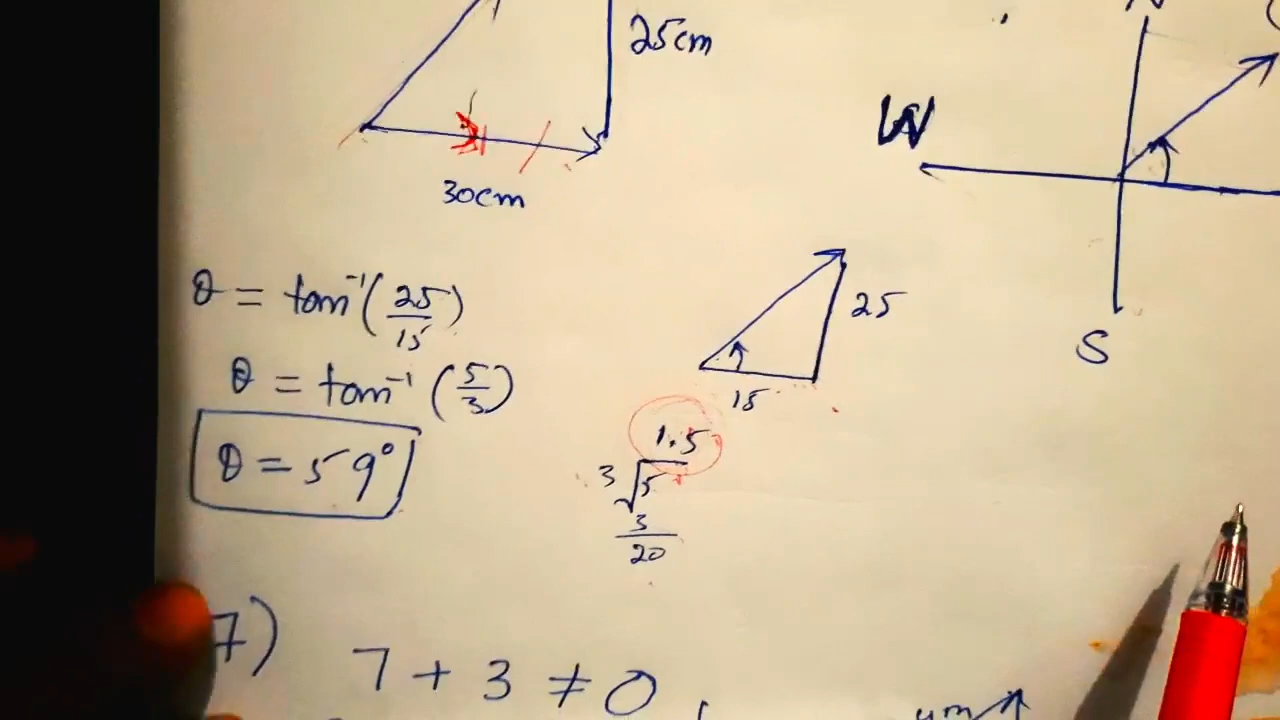 25cm
N
W
30cm
θ = tan⁻¹(25/15)
25
θ = tan⁻¹(5/3)
S
15
θ = 59°
1.5
3√5
3
20
7)
7 + 3 ≠ 0